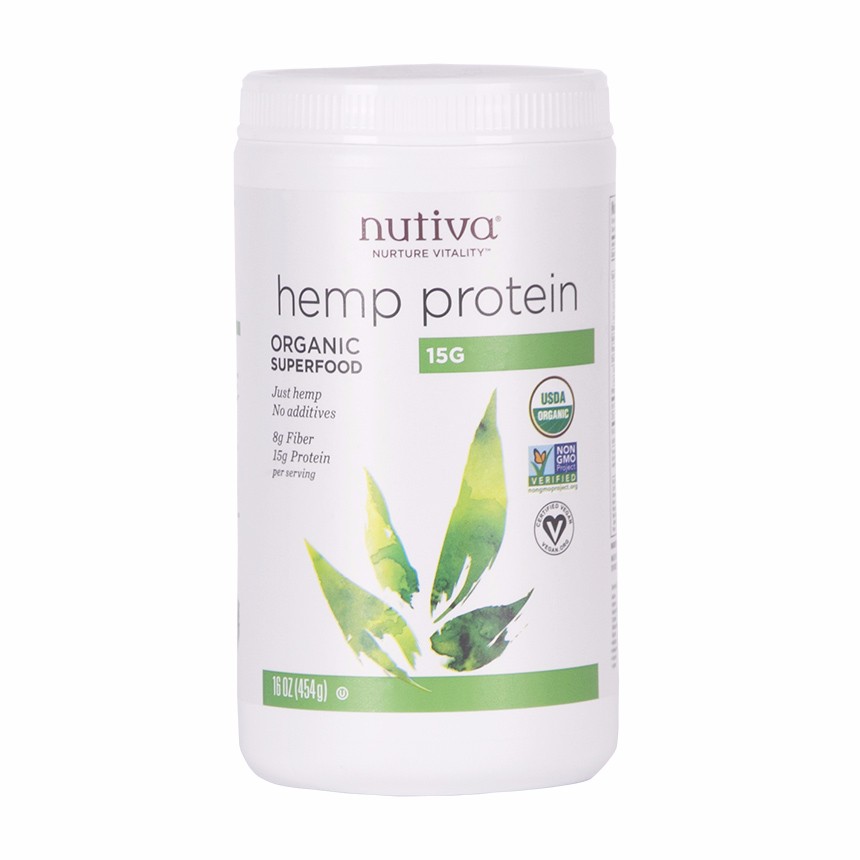 nutiva®
NURTURE VITALITY™
hemp protein
ORGANIC
SUPERFOOD
15G
Just hemp
No additives
8g Fiber
15g Protein
per serving
USDA
ORGANIC
NON
GMO
Project
VERIFIED
nongmoproject.org
CERTIFIED VEGAN
V
VEGAN.ORG
16 OZ (454g) U